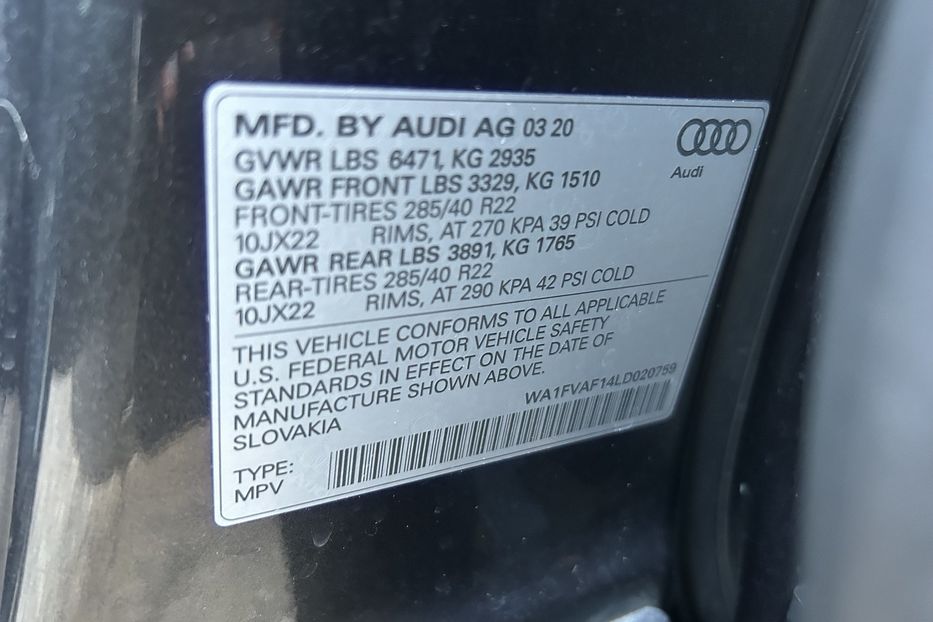 MFD. BY AUDI AG 03 20
GVWR LBS 6471, KG 2935
GAWR FRONT LBS 3329, KG 1510
FRONT-TIRES 285/40 R22
10JX22 RIMS, AT 270 KPA 39 PSI COLD
GAWR REAR LBS 3891, KG 1765
REAR-TIRES 285/40 R22
10JX22 RIMS, AT 290 KPA 42 PSI COLD
Audi
THIS VEHICLE CONFORMS TO ALL APPLICABLE
U.S. FEDERAL MOTOR VEHICLE SAFETY
STANDARDS IN EFFECT ON THE DATE OF
MANUFACTURE SHOWN ABOVE.
SLOVAKIA
WA1FVAF14LD020759
TYPE:
MPV